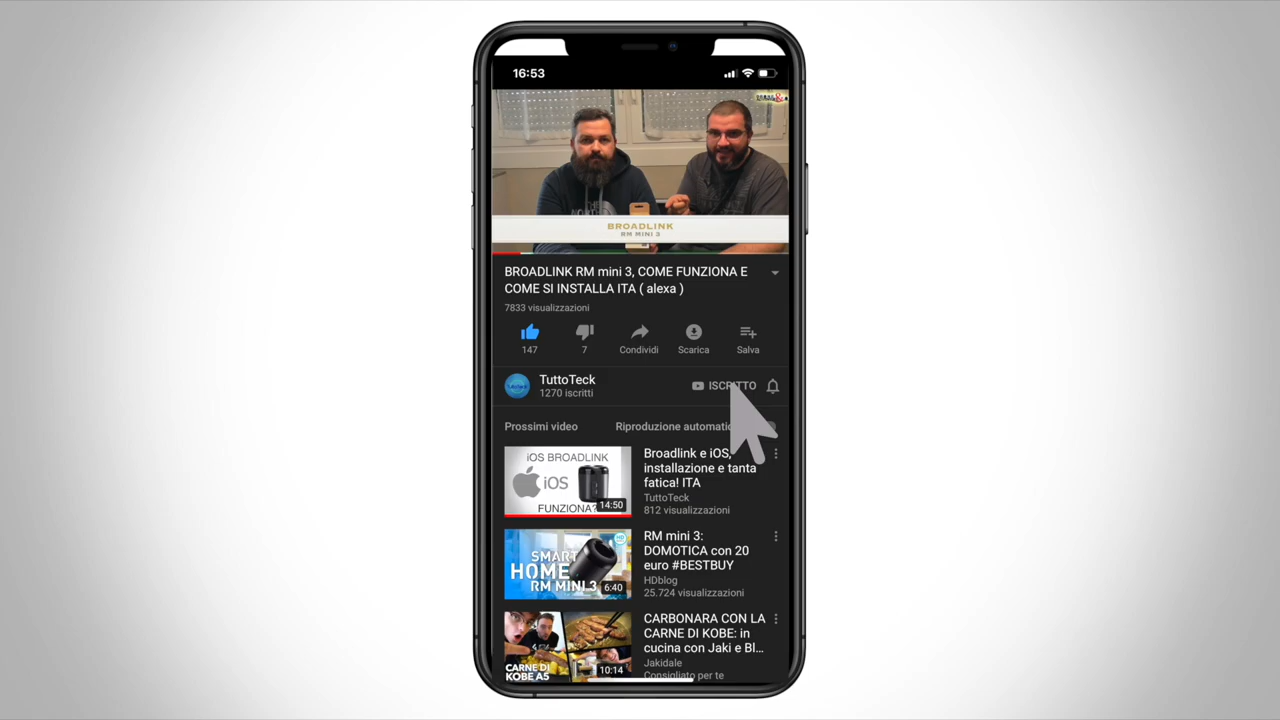 16:53
BROADLINK
RM MINI 3
BROADLINK RM mini 3, COME FUNZIONA E
COME SI INSTALLA ITA ( alexa )
7833 visualizzazioni
147
7
Condividi
Scarica
Salva
TuttoTeck
1270 iscritti
ISCRITTO
Prossimi video
Riproduzione automatic
iOS BROADLINK
iOS
FUNZIONA?
14:50
Broadlink e iOS,
installazione e tanta
fatica! ITA
TuttoTeck
812 visualizzazioni
SMART
HOME
RM MINI 3
HD
6:40
RM mini 3:
DOMOTICA con 20
euro #BESTBUY
HDblog
25.724 visualizzazioni
CARNE DI
KOBE A5
10:14
CARBONARA CON LA
CARNE DI KOBE: in
cucina con Jaki e Bl...
Jakidale
Consigliato per te